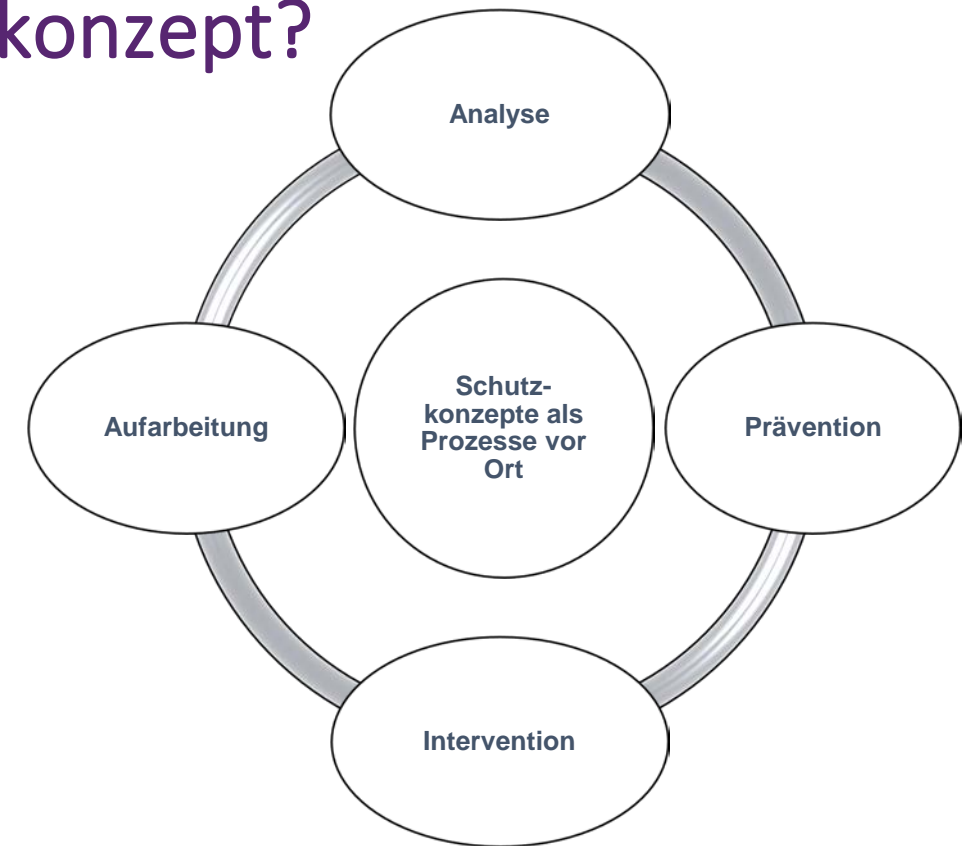 konzept?
Analyse
Aufarbeitung
Schutz-
konzepte als
Prozesse vor
Ort
Prävention
Intervention